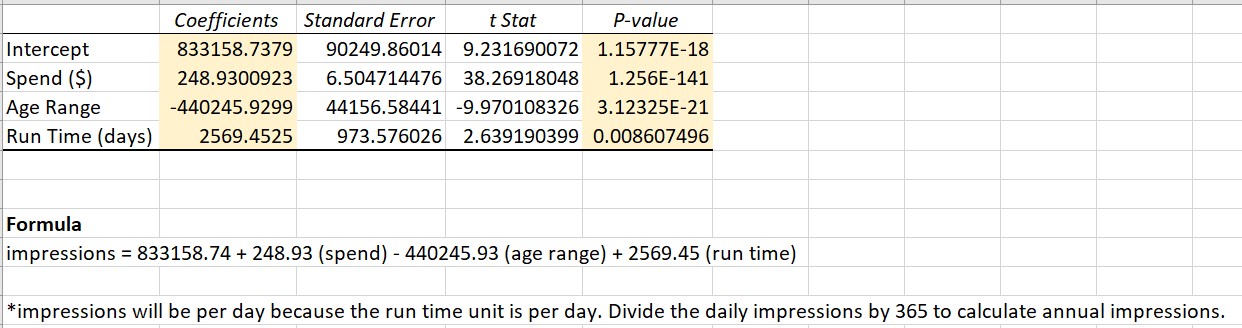 Coefficients Standard Error t Stat P-value
Intercept 833158.7379 90249.86014 9.231690072 1.15777E-18
Spend ($) 248.9300923 6.504714476 38.26918048 1.256E-141
Age Range -440245.9299 44156.58441 -9.970108326 3.12325E-21
Run Time (days) 2569.4525 973.576026 2.639190399 0.008607496
Formula
impressions = 833158.74 + 248.93 (spend) - 440245.93 (age range) + 2569.45 (run time)
*impressions will be per day because the run time unit is per day. Divide the daily impressions by 365 to calculate annual impressions.